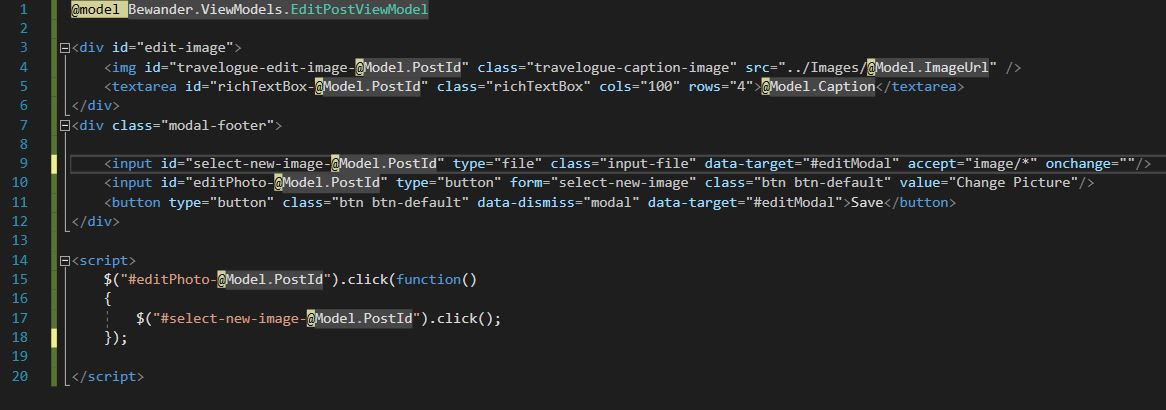 1 @model Bewander.ViewModels.EditPostViewModel
2
3 <div id="edit-image">
4     <img id="travelogue-edit-image-@Model.PostId" class="travelogue-caption-image" src="../Images/@Model.ImageUrl" />
5     <textarea id="richTextBox-@Model.PostId" class="richTextBox" cols="100" rows="4">@Model.Caption</textarea>
6 </div>
7 <div class="modal-footer">
8
9     <input id="select-new-image-@Model.PostId" type="file" class="input-file" data-target="#editModal" accept="image/*" onchange=""/>
10     <input id="editPhoto-@Model.PostId" type="button" form="select-new-image" class="btn btn-default" value="Change Picture"/>
11     <button type="button" class="btn btn-default" data-dismiss="modal" data-target="#editModal">Save</button>
12 </div>
13
14 <script>
15     $("#editPhoto-@Model.PostId").click(function()
16     {
17         $("#select-new-image-@Model.PostId").click();
18     });
19
20 </script>